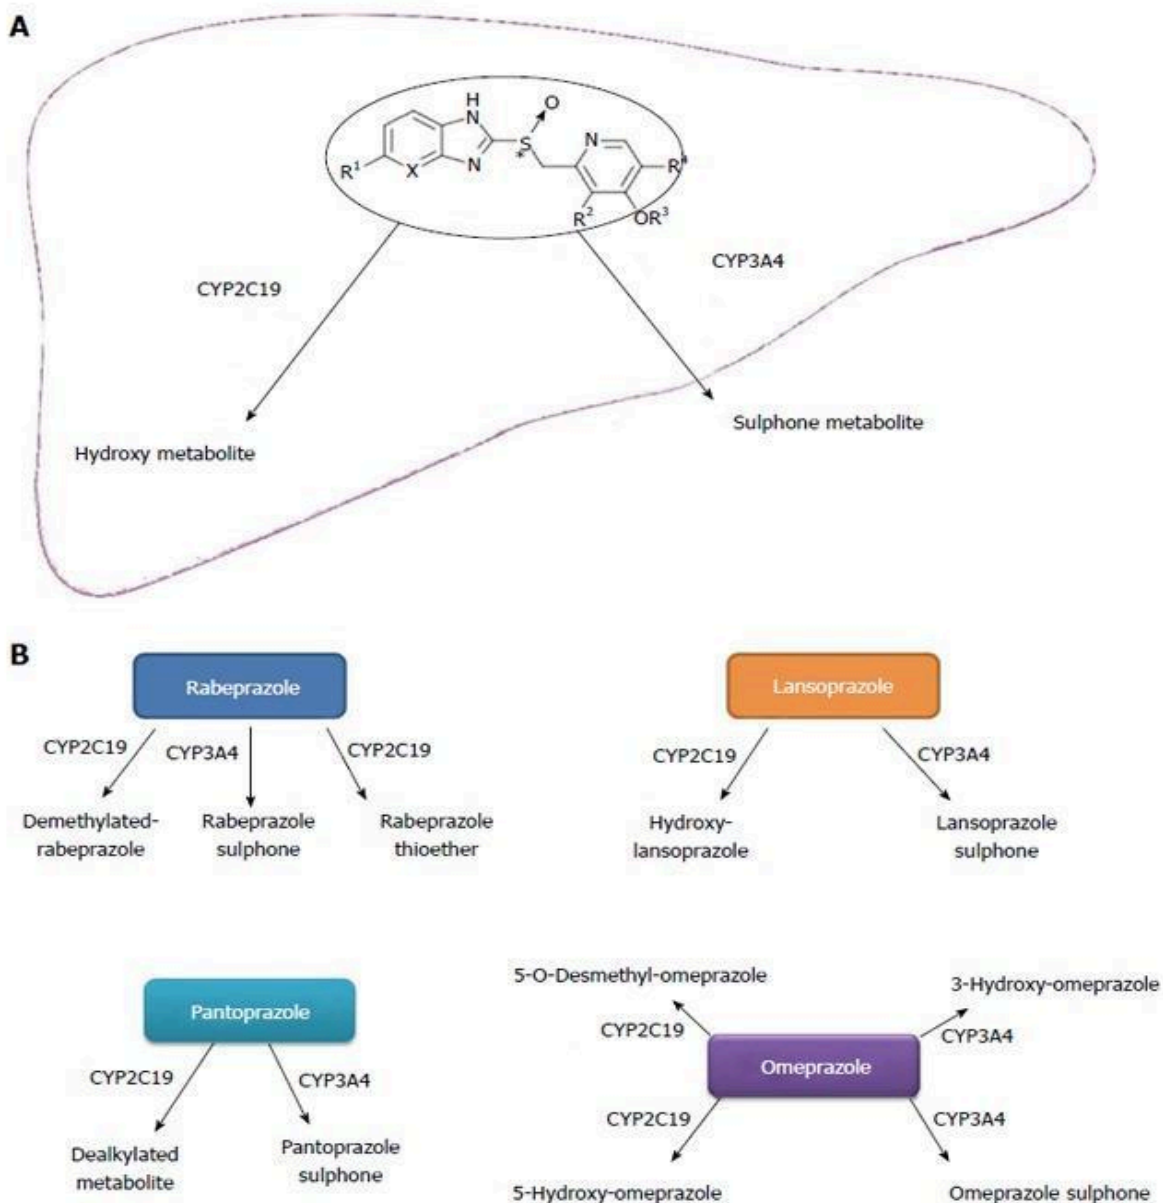 A
H
N
O
S
*
N
R¹
X
N
R⁴
R²
OR³
CYP2C19
CYP3A4
Hydroxy metabolite
Sulphone metabolite
B
Rabeprazole
CYP2C19
CYP3A4
CYP2C19
Demethylated-
rabeprazole
Rabeprazole
sulphone
Rabeprazole
thioether
Lansoprazole
CYP2C19
CYP3A4
Hydroxy-
lansoprazole
Lansoprazole
sulphone
Pantoprazole
CYP2C19
CYP3A4
Dealkylated
metabolite
Pantoprazole
sulphone
5-O-Desmethyl-omeprazole
3-Hydroxy-omeprazole
CYP2C19
CYP3A4
Omeprazole
CYP2C19
CYP3A4
5-Hydroxy-omeprazole
Omeprazole sulphone